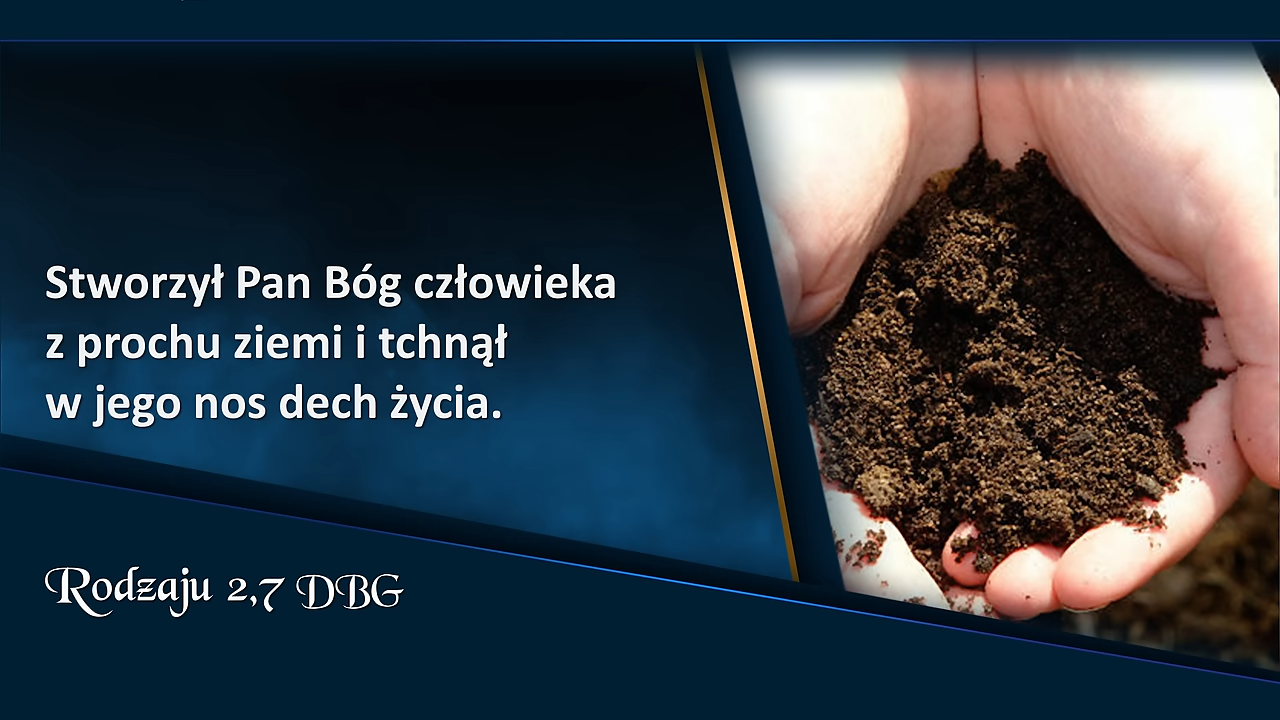 Stworzył Pan Bóg człowieka
z prochu ziemi i tchnął
w jego nos dech życia.
Rodzaju 2,7 DBG